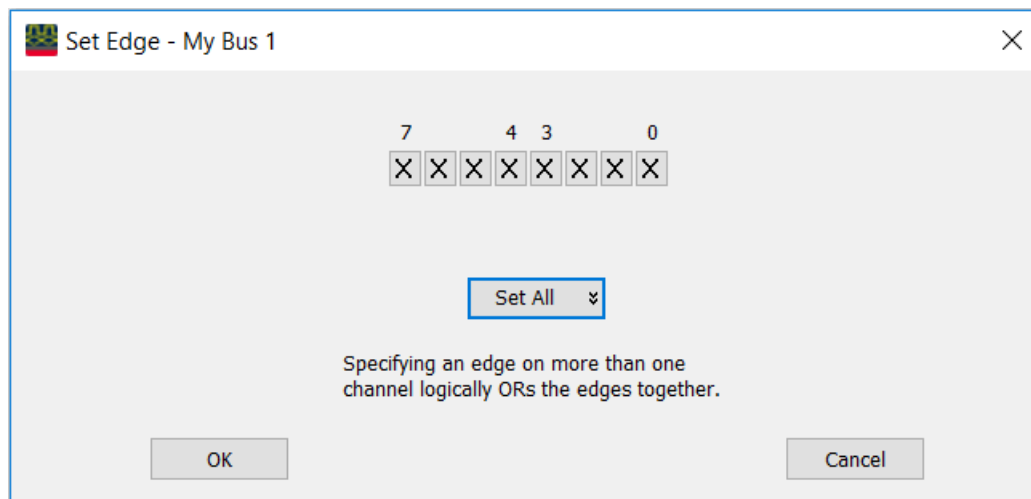 Set Edge - My Bus 1
7 4 3 0
X X X X X X X X
Set All
Specifying an edge on more than one
channel logically ORs the edges together.
OK Cancel